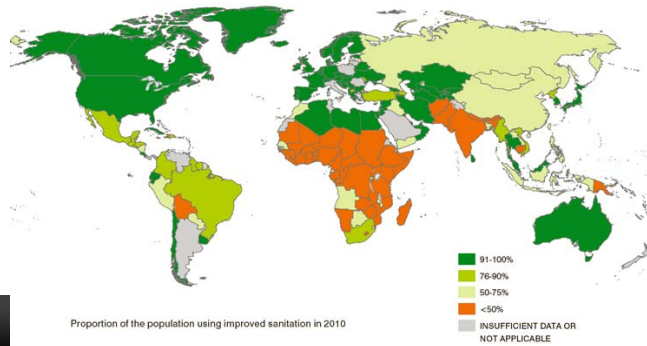 91-100%
76-90%
50-75%
<50%
INSUFFICIENT DATA OR
NOT APPLICABLE
Proportion of the population using improved sanitation in 2010